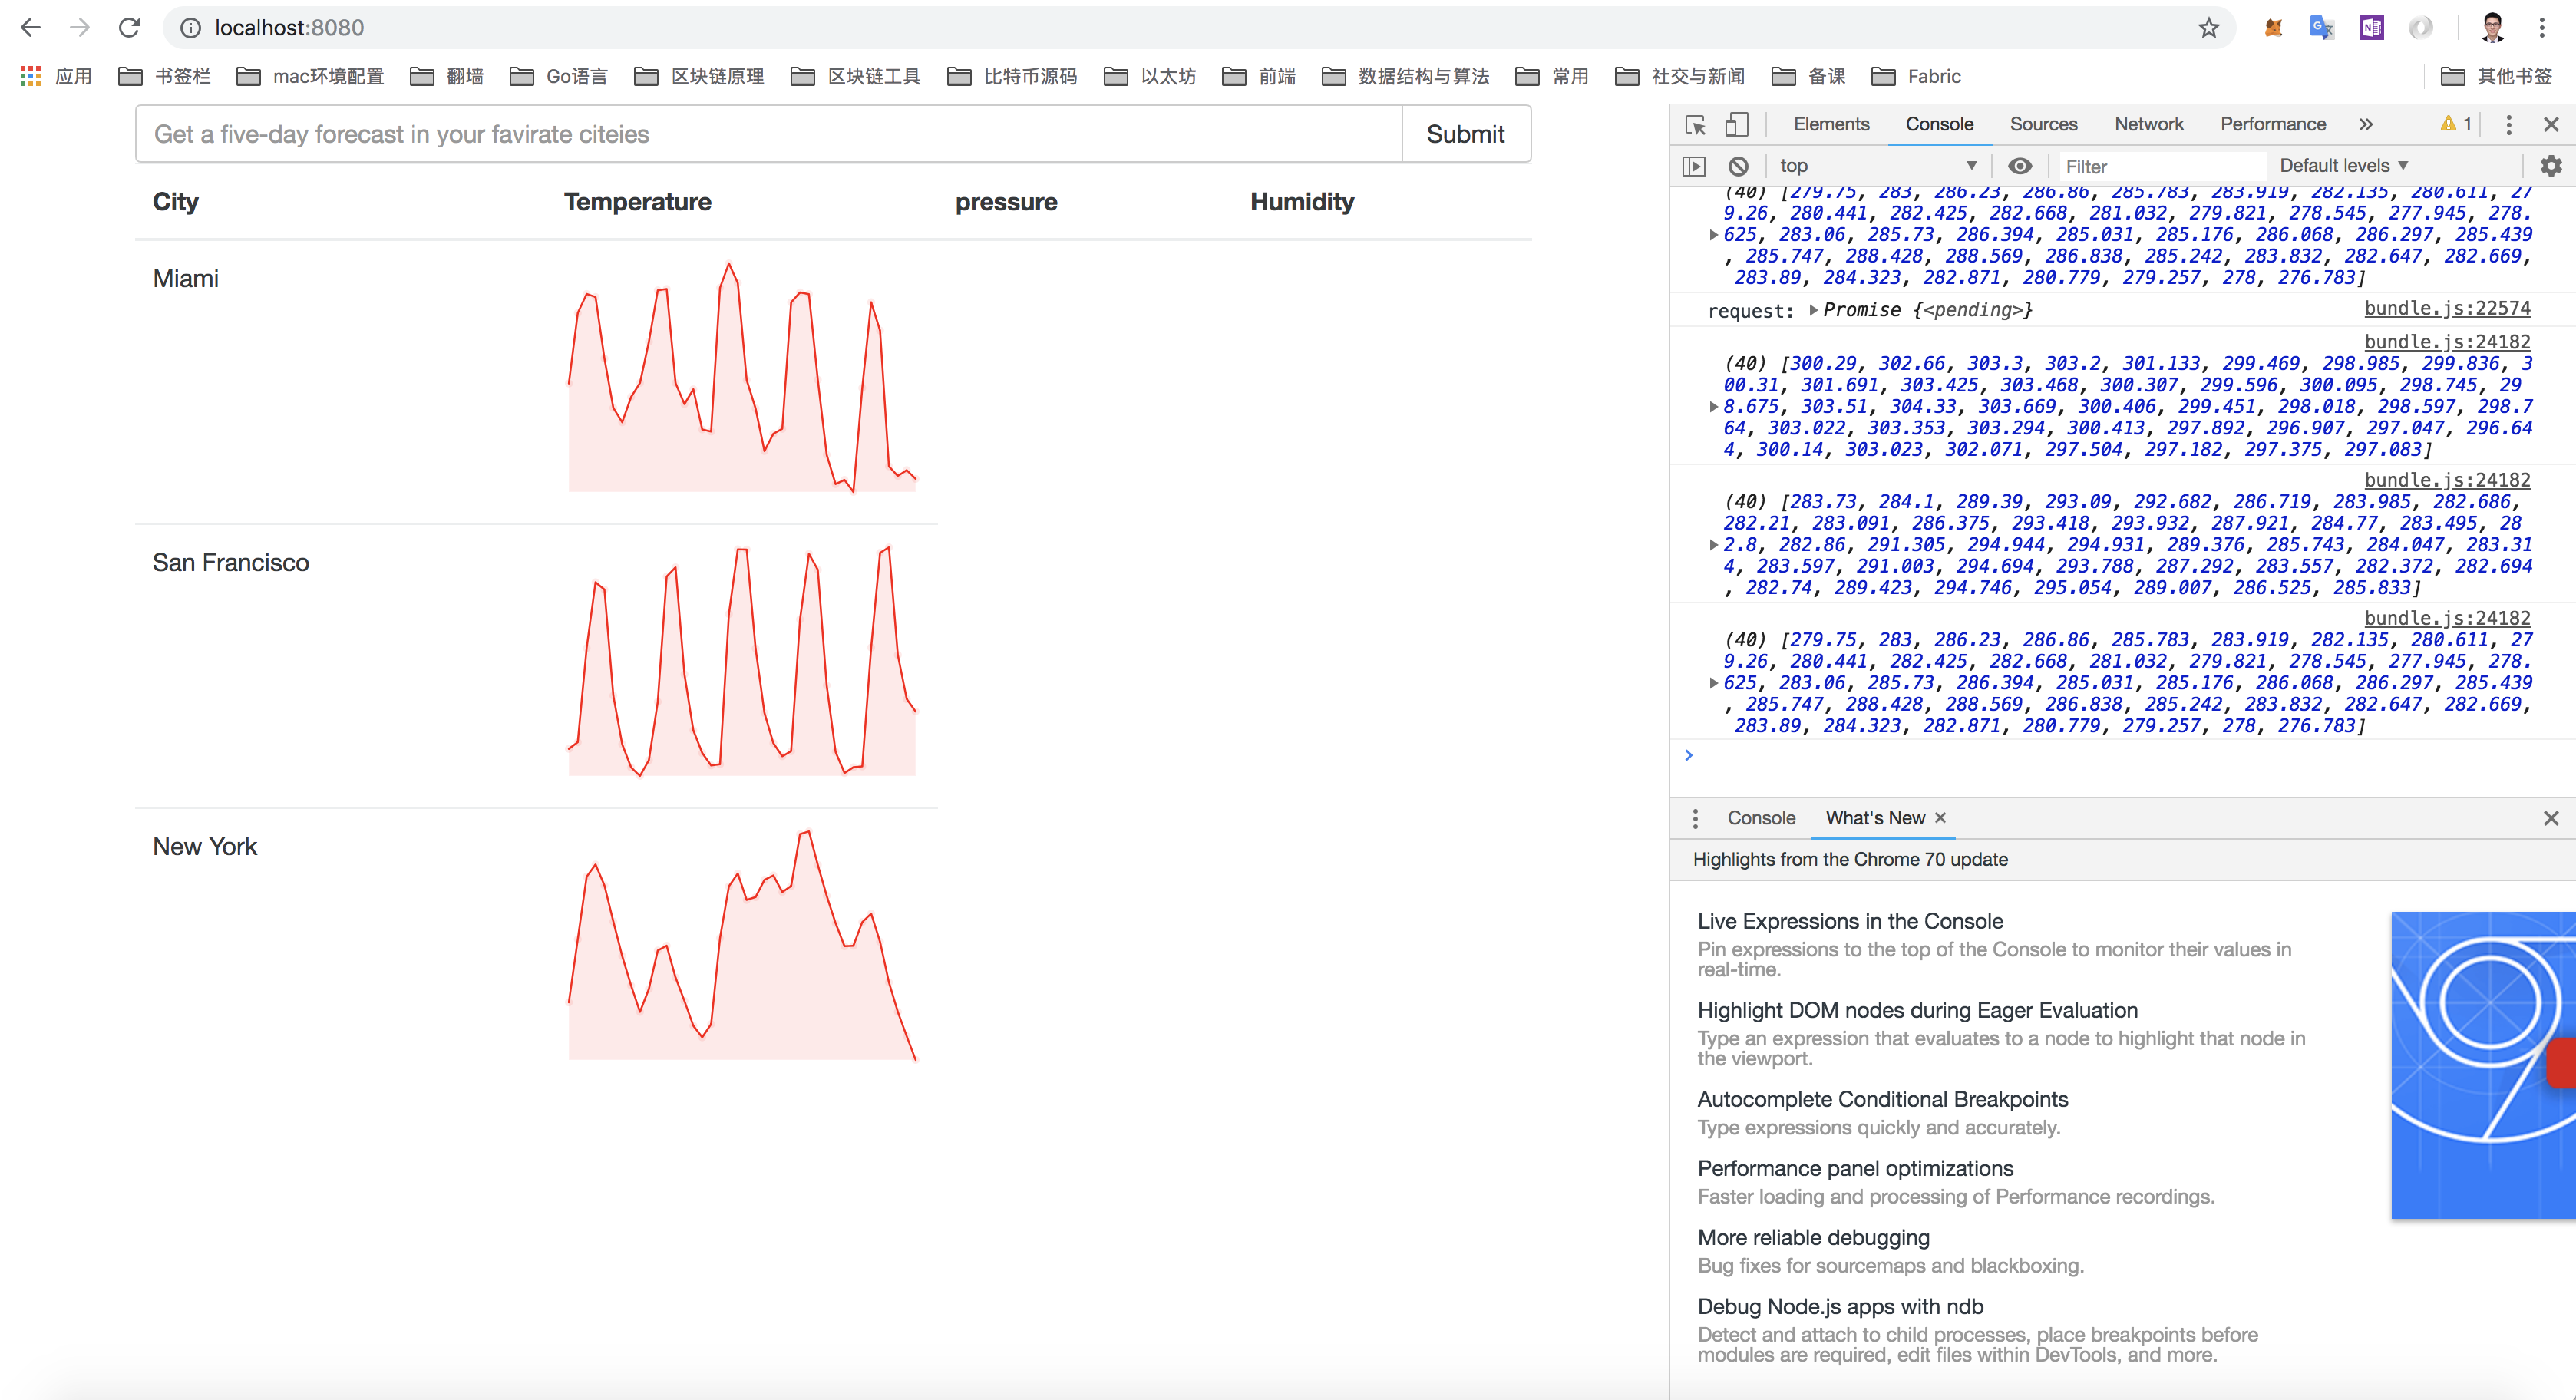 localhost:8080
应用 书签栏 mac环境配置 翻墙 Go语言 区块链原理 区块链工具 比特币源码 以太坊 前端 数据结构与算法 常用 社交与新闻 备课 Fabric 其他书签
Get a five-day forecast in your favirate citeies Submit
City Temperature pressure Humidity
Miami
San Francisco
New York
Elements Console Sources Network Performance » 1
top Filter Default levels
(40) [279.75, 283, 286.23, 286.86, 285.783, 283.919, 282.135, 280.611, 27
9.26, 280.441, 282.425, 282.668, 281.032, 279.821, 278.545, 277.945, 278.
625, 283.06, 285.73, 286.394, 285.031, 285.176, 286.068, 286.297, 285.439
, 285.747, 288.428, 288.569, 286.838, 285.242, 283.832, 282.647, 282.669,
283.89, 284.323, 282.871, 280.779, 279.257, 278, 276.783]
request: Promise {<pending>} bundle.js:22574
bundle.js:24182
(40) [300.29, 302.66, 303.3, 303.2, 301.133, 299.469, 298.985, 299.836, 3
00.31, 301.691, 303.425, 303.468, 300.307, 299.596, 300.095, 298.745, 29
8.675, 303.51, 304.33, 303.669, 300.406, 299.451, 298.018, 298.597, 298.7
64, 303.022, 303.353, 303.294, 300.413, 297.892, 296.907, 297.047, 296.64
4, 300.14, 303.023, 302.071, 297.504, 297.182, 297.375, 297.083]
bundle.js:24182
(40) [283.73, 284.1, 289.39, 293.09, 292.682, 286.719, 283.985, 282.686,
282.21, 283.091, 286.375, 293.418, 293.932, 287.921, 284.77, 283.495, 28
2.8, 282.86, 291.305, 294.944, 294.931, 289.376, 285.743, 284.047, 283.31
4, 283.597, 291.003, 294.694, 293.788, 287.292, 283.557, 282.372, 282.694
, 282.74, 289.423, 294.746, 295.054, 289.007, 286.525, 285.833]
bundle.js:24182
(40) [279.75, 283, 286.23, 286.86, 285.783, 283.919, 282.135, 280.611, 27
9.26, 280.441, 282.425, 282.668, 281.032, 279.821, 278.545, 277.945, 278.
625, 283.06, 285.73, 286.394, 285.031, 285.176, 286.068, 286.297, 285.439
, 285.747, 288.428, 288.569, 286.838, 285.242, 283.832, 282.647, 282.669,
283.89, 284.323, 282.871, 280.779, 279.257, 278, 276.783]
Console What's New
Highlights from the Chrome 70 update
Live Expressions in the Console
Pin expressions to the top of the Console to monitor their values in
real-time.
Highlight DOM nodes during Eager Evaluation
Type an expression that evaluates to a node to highlight that node in
the viewport.
Autocomplete Conditional Breakpoints
Type expressions quickly and accurately.
Performance panel optimizations
Faster loading and processing of Performance recordings.
More reliable debugging
Bug fixes for sourcemaps and blackboxing.
Debug Node.js apps with ndb
Detect and attach to child processes, place breakpoints before
modules are required, edit files within DevTools, and more.